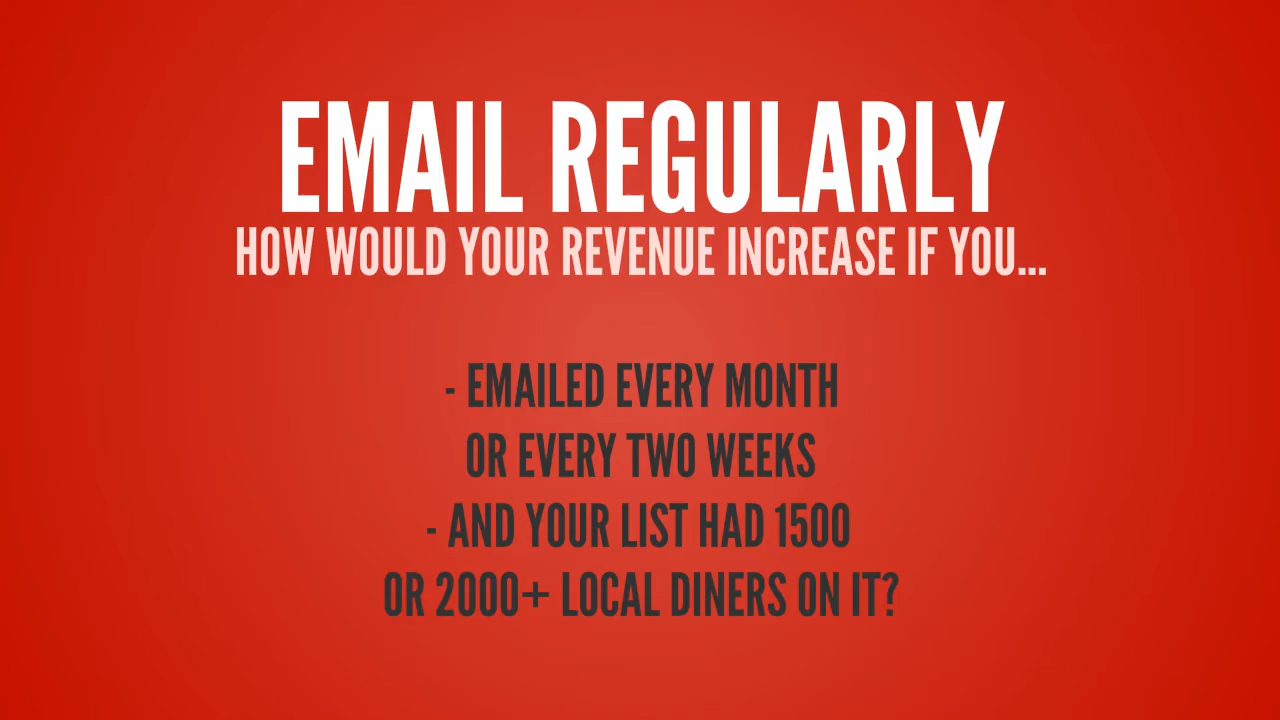 EMAIL REGULARLY
HOW WOULD YOUR REVENUE INCREASE IF YOU...
- EMAILED EVERY MONTH
OR EVERY TWO WEEKS
- AND YOUR LIST HAD 1500
OR 2000+ LOCAL DINERS ON IT?